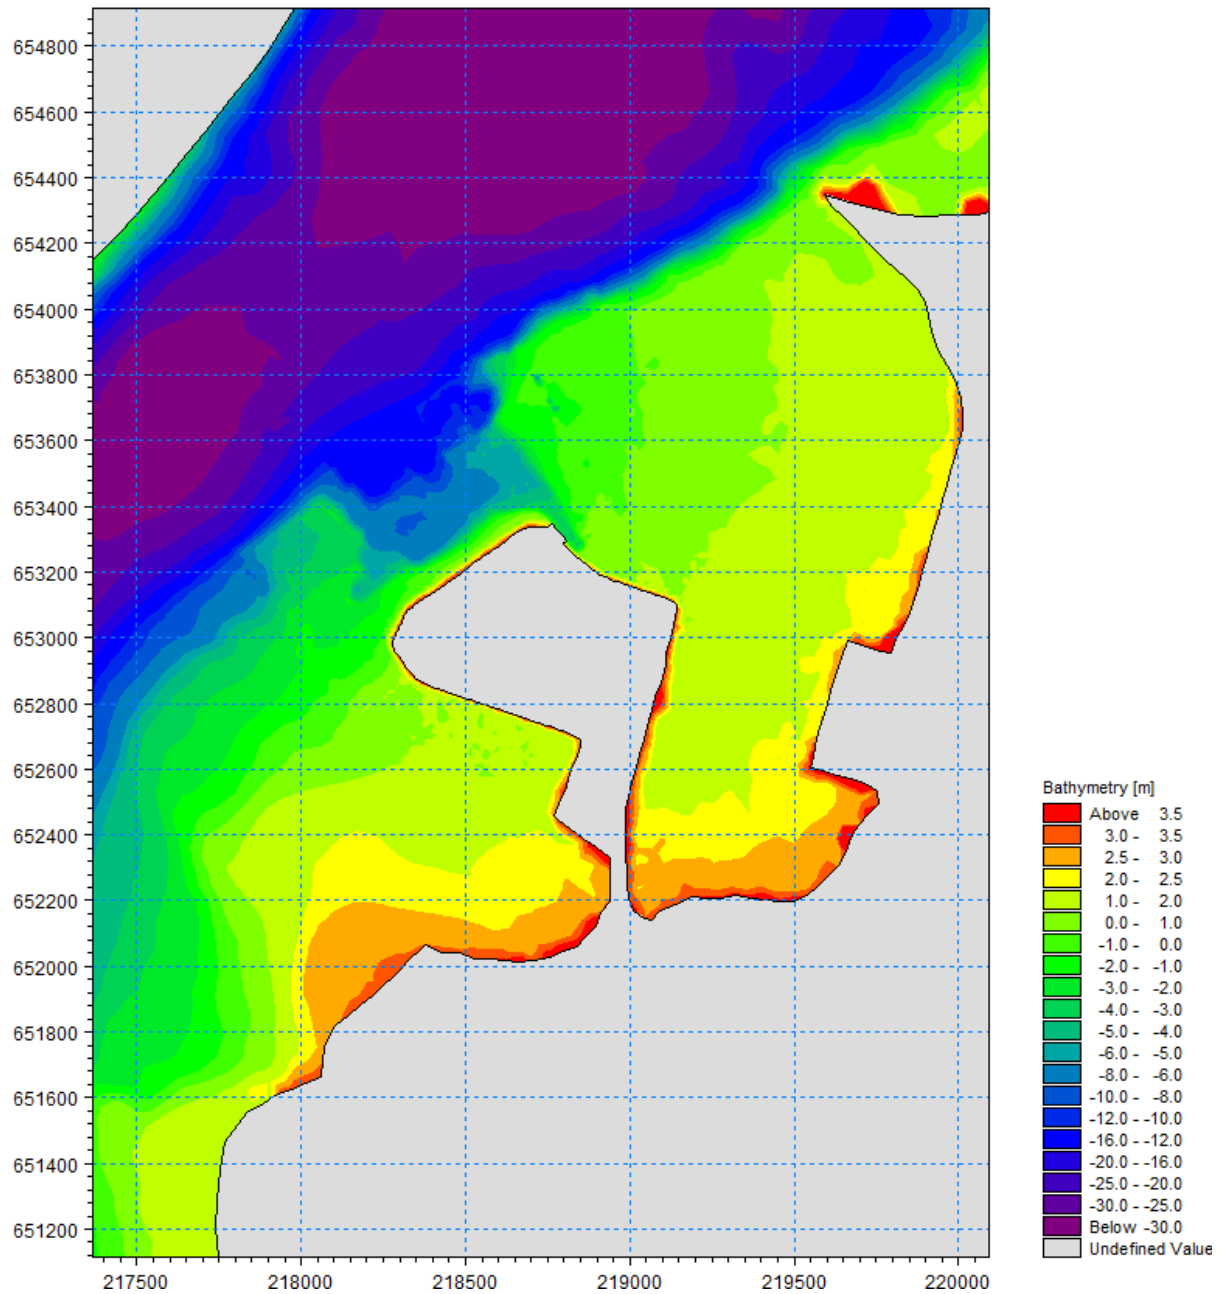 654800
654600
654400
654200
654000
653800
653600
653400
653200
653000
652800
652600
652400
652200
652000
651800
651600
651400
651200
217500 218000 218500 219000 219500 220000
Bathymetry [m]
Above 3.5
3.0 - 3.5
2.5 - 3.0
2.0 - 2.5
1.0 - 2.0
0.0 - 1.0
-1.0 - 0.0
-2.0 - -1.0
-3.0 - -2.0
-4.0 - -3.0
-5.0 - -4.0
-6.0 - -5.0
-8.0 - -6.0
-10.0 - -8.0
-12.0 - -10.0
-16.0 - -12.0
-20.0 - -16.0
-25.0 - -20.0
-30.0 - -25.0
Below -30.0
Undefined Value